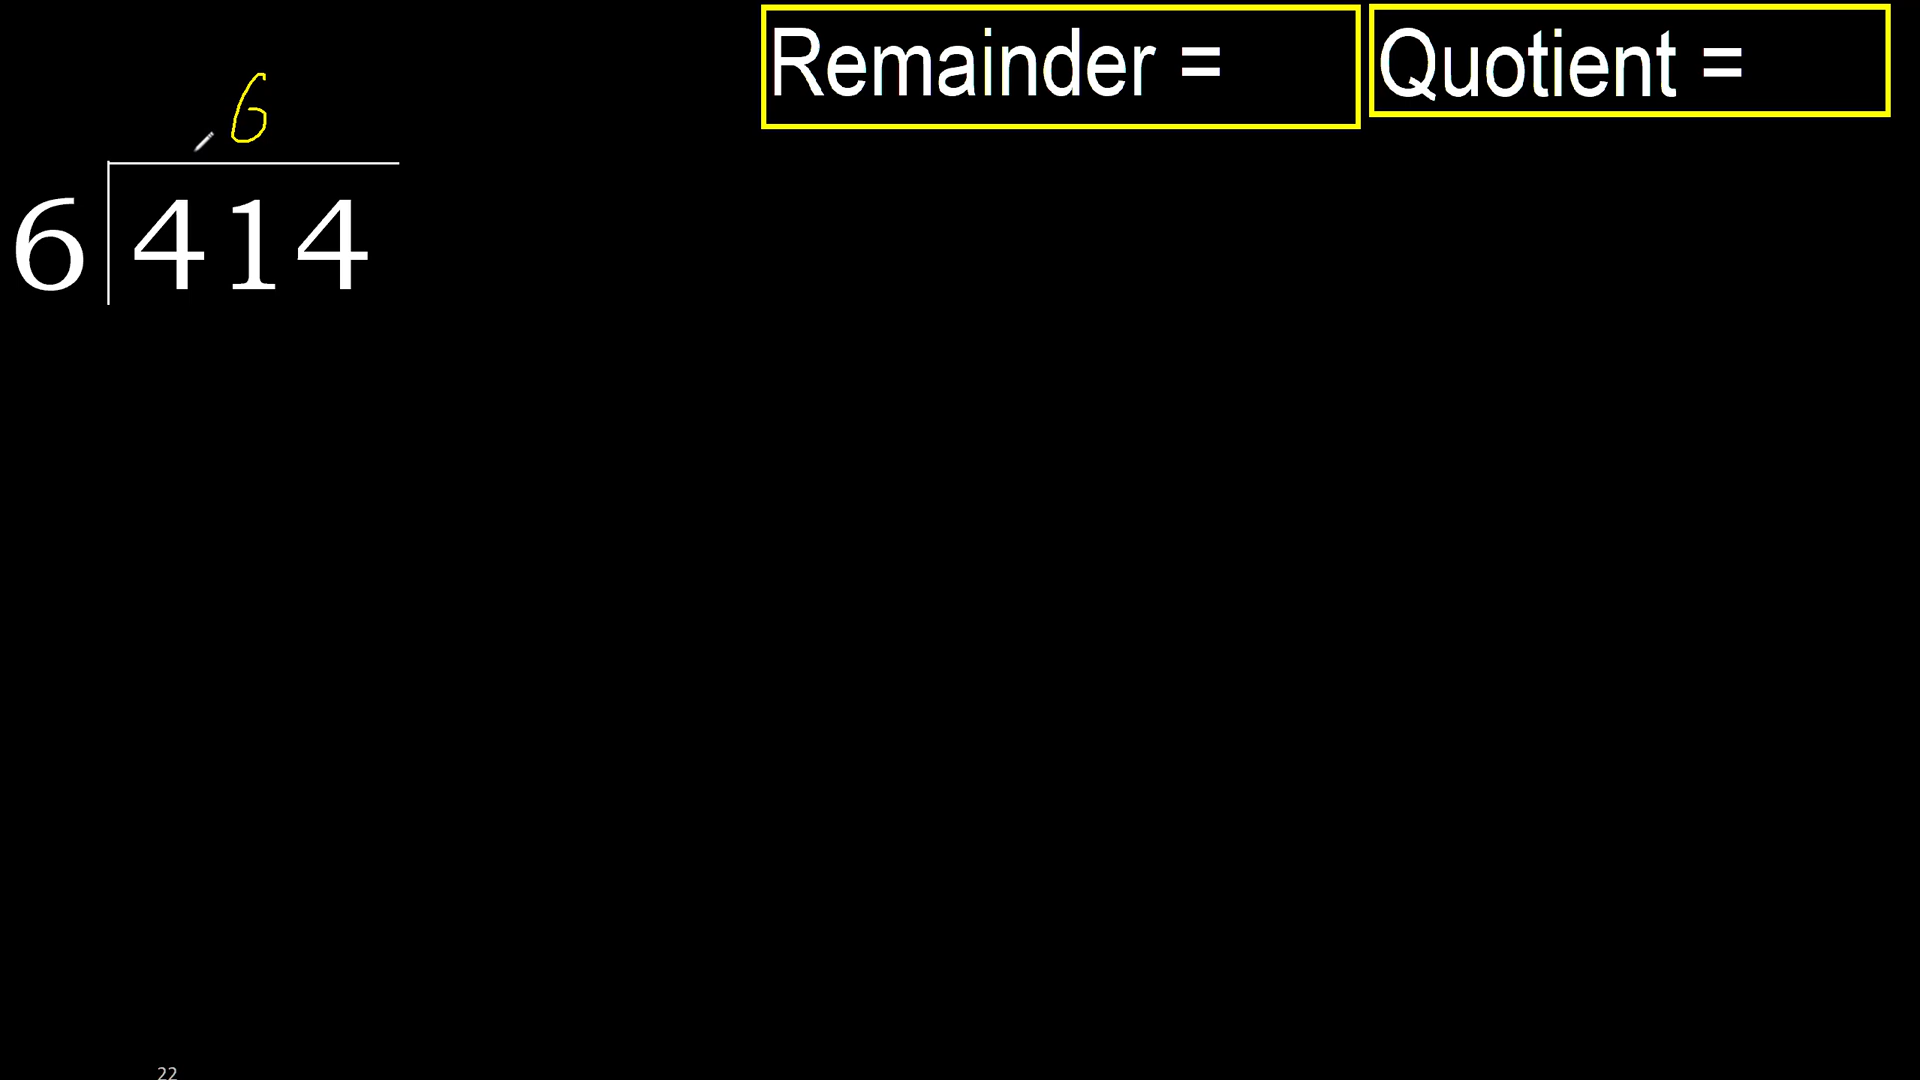 Remainder =
Quotient =
6
6 414
22